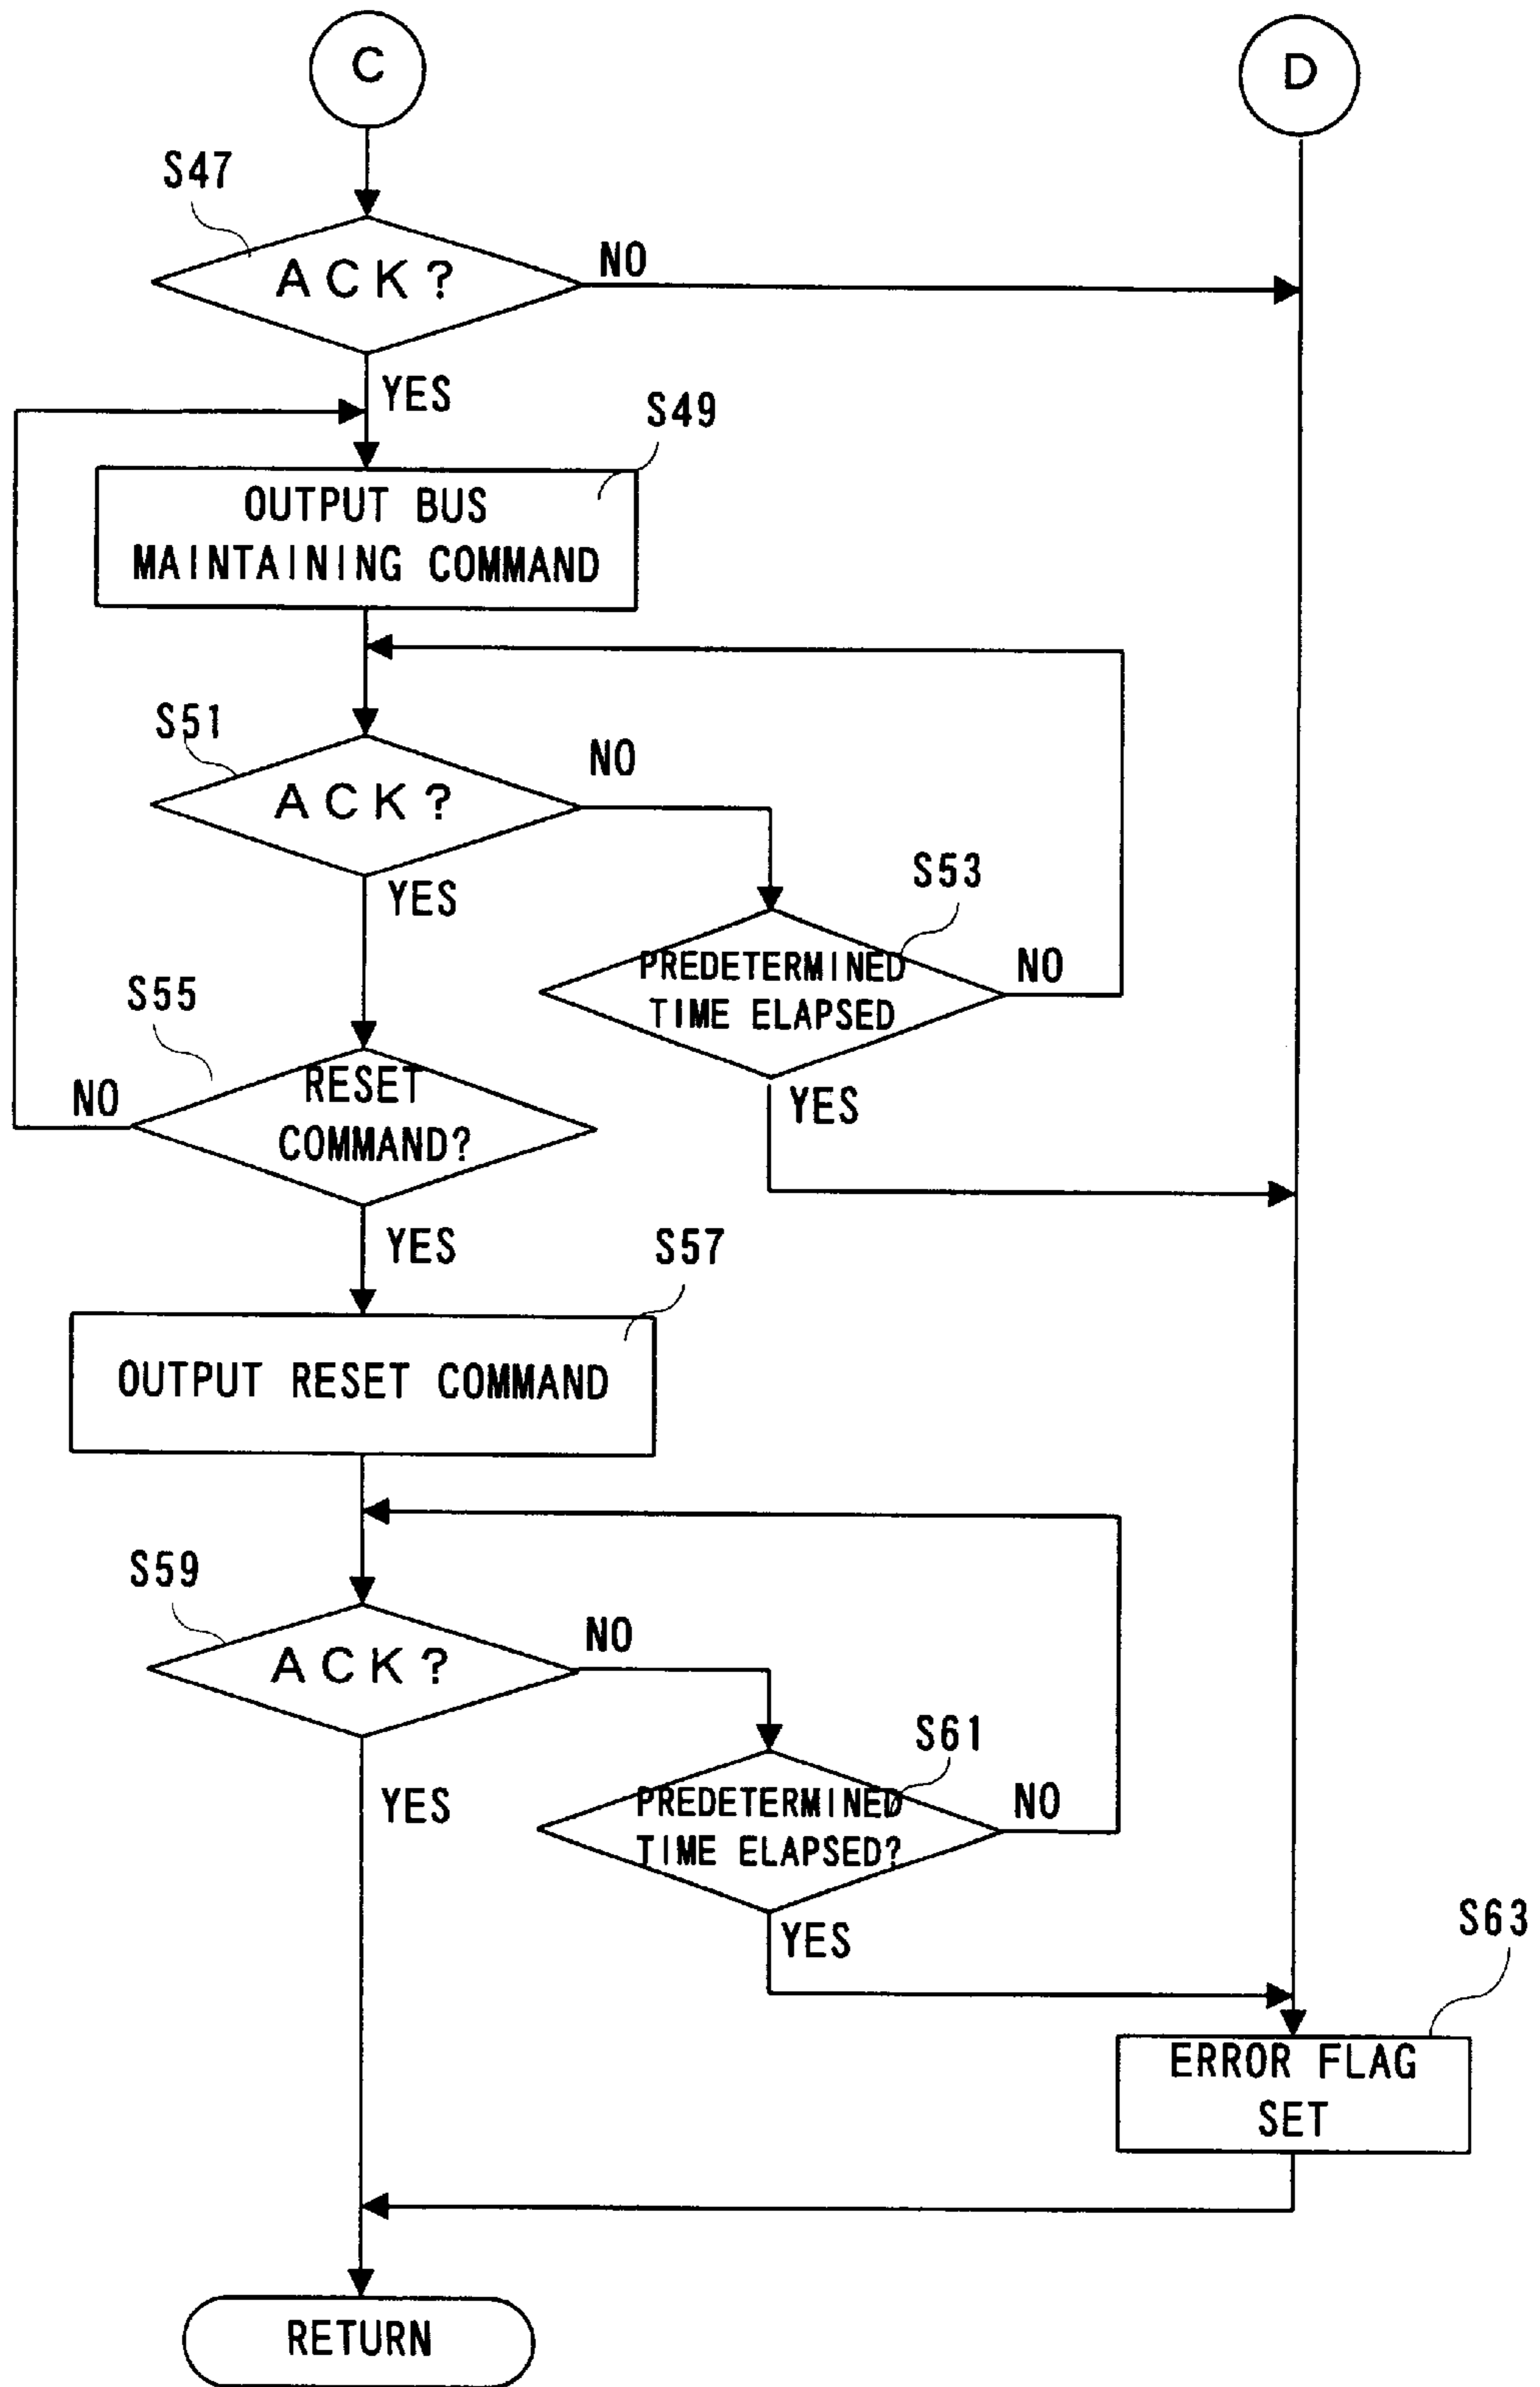 C
D
S47
ACK?
NO
YES
S49
OUTPUT BUS
MAINTAINING COMMAND
S51
ACK?
NO
YES
S53
PREDETERMINED
TIME ELAPSED
NO
YES
S55
RESET
COMMAND?
NO
YES
S57
OUTPUT RESET COMMAND
S59
ACK?
NO
YES
S61
PREDETERMINED
TIME ELAPSED?
NO
YES
S63
ERROR FLAG
SET
RETURN